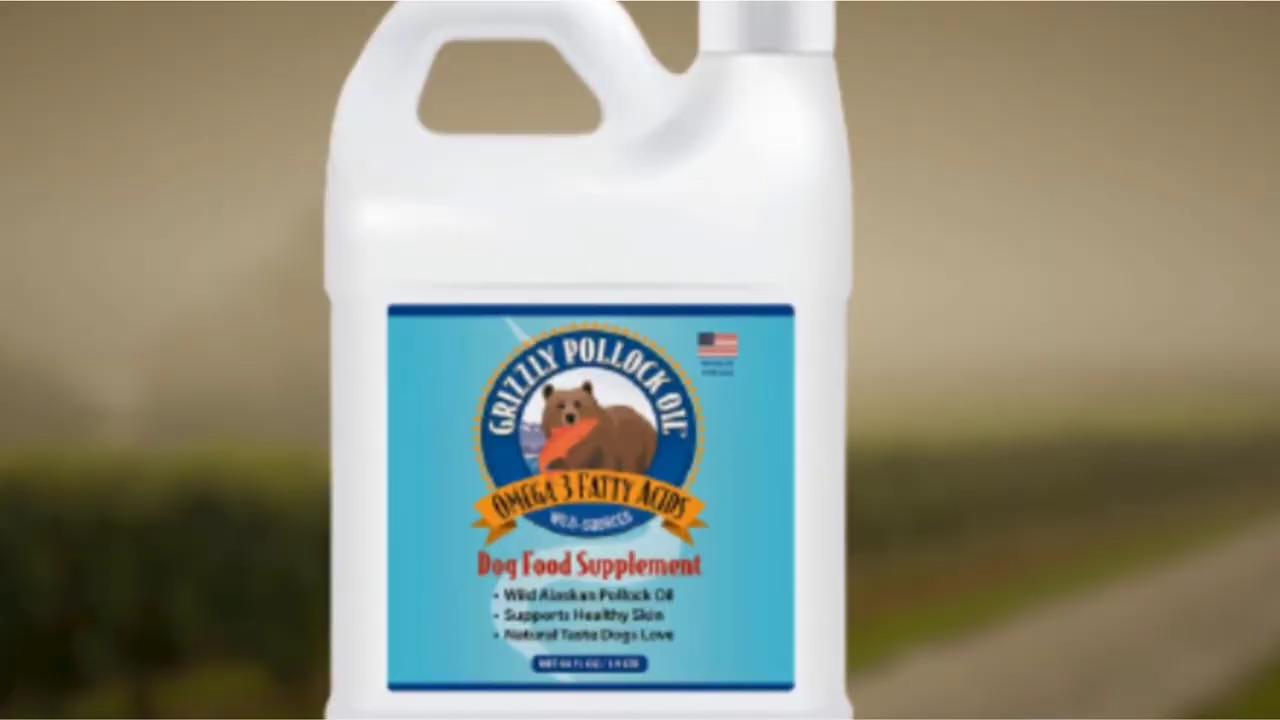 GRIZZLY POLLOCK OIL
OMEGA 3 FATTY ACIDS
WILD-SOURCED
Dog Food Supplement
• Wild Alaskan Pollock Oil
• Supports Healthy Skin
• Natural Taste Dogs Love